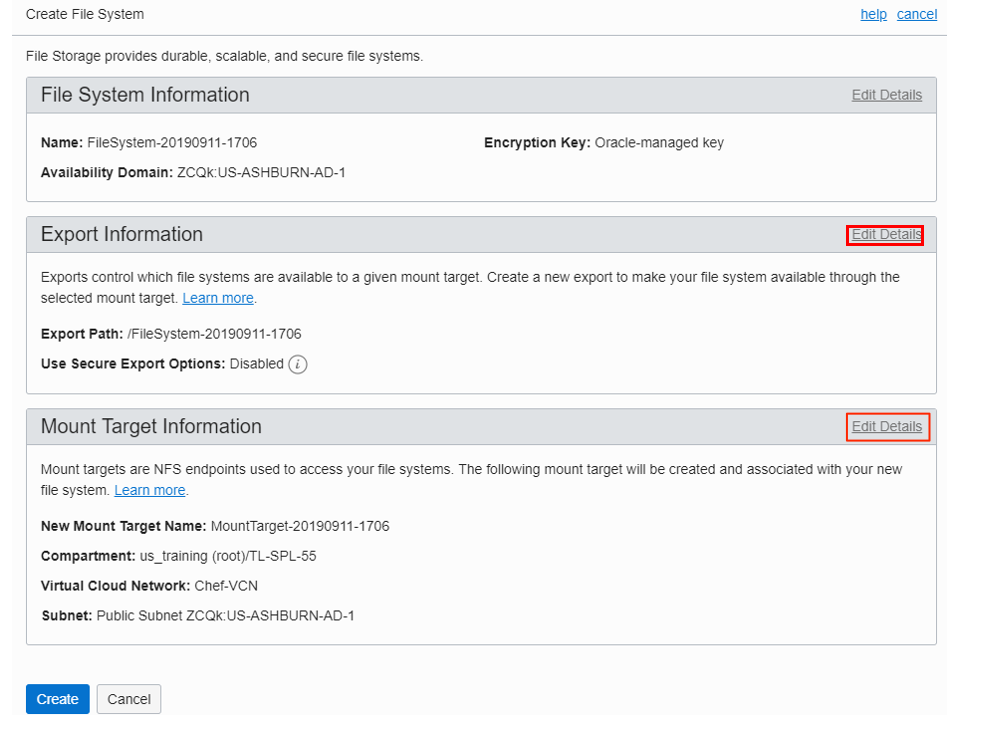 Create File System
help cancel
File Storage provides durable, scalable, and secure file systems.
File System Information
Edit Details
Name: FileSystem-20190911-1706
Encryption Key: Oracle-managed key
Availability Domain: ZCQk:US-ASHBURN-AD-1
Export Information
Edit Details
Exports control which file systems are available to a given mount target. Create a new export to make your file system available through the
selected mount target. Learn more.
Export Path: /FileSystem-20190911-1706
Use Secure Export Options: Disabled i
Mount Target Information
Edit Details
Mount targets are NFS endpoints used to access your file systems. The following mount target will be created and associated with your new
file system. Learn more.
New Mount Target Name: MountTarget-20190911-1706
Compartment: us_training (root)/TL-SPL-55
Virtual Cloud Network: Chef-VCN
Subnet: Public Subnet ZCQk:US-ASHBURN-AD-1
Create
Cancel